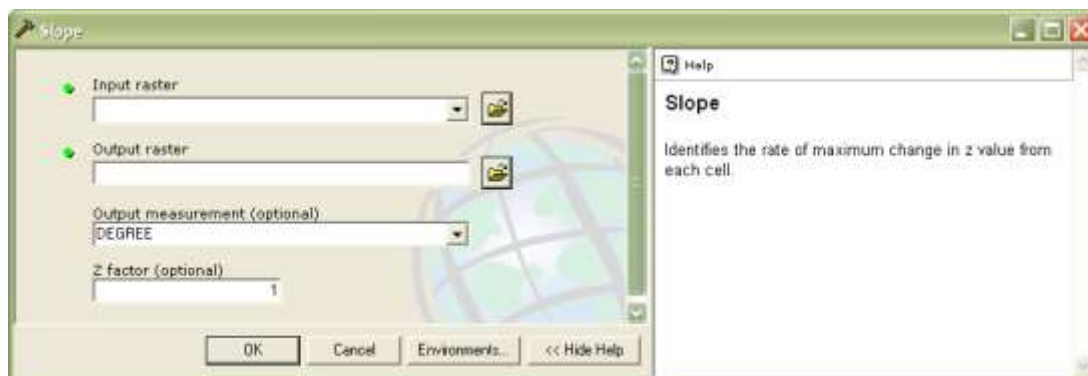 Slope
Input raster
Output raster
Output measurement (optional)
DEGREE
Z factor (optional)
1
OK
Cancel
Environments...
<< Hide Help
Help
Slope
Identifies the rate of maximum change in z value from
each cell